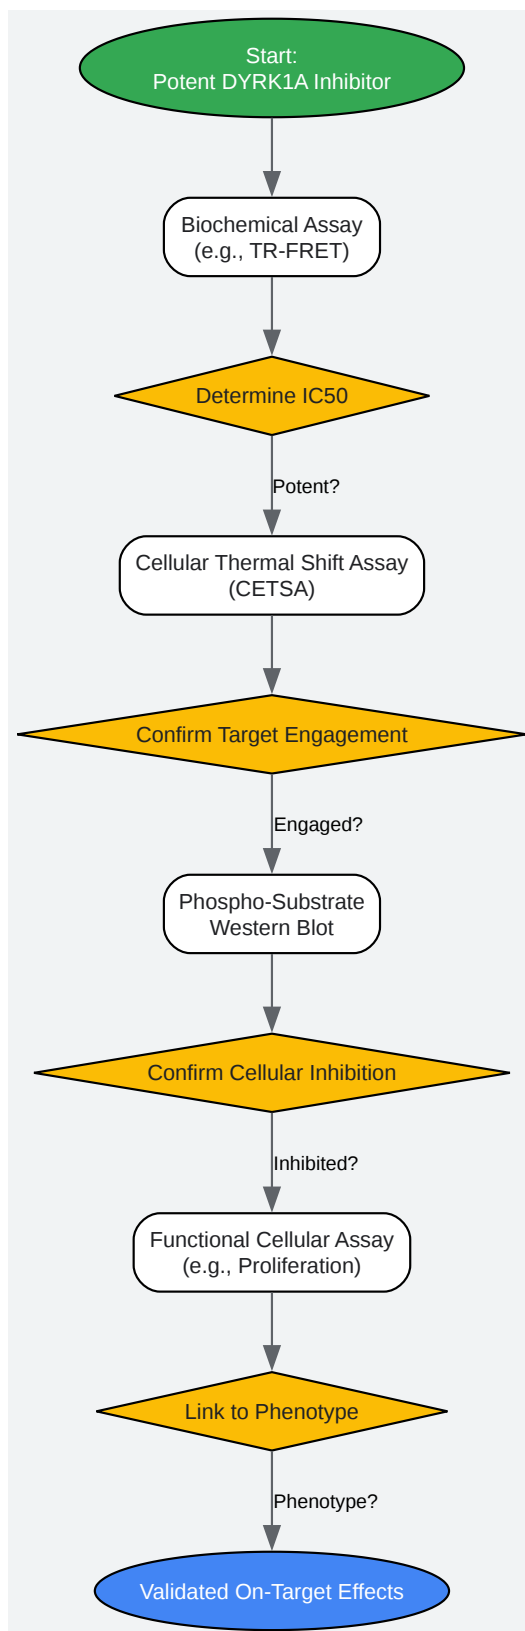 Start:
Potent DYRK1A Inhibitor
Biochemical Assay
(e.g., TR-FRET)
Determine IC50
Potent?
Cellular Thermal Shift Assay
(CETSA)
Confirm Target Engagement
Engaged?
Phospho-Substrate
Western Blot
Confirm Cellular Inhibition
Inhibited?
Functional Cellular Assay
(e.g., Proliferation)
Link to Phenotype
Phenotype?
Validated On-Target Effects